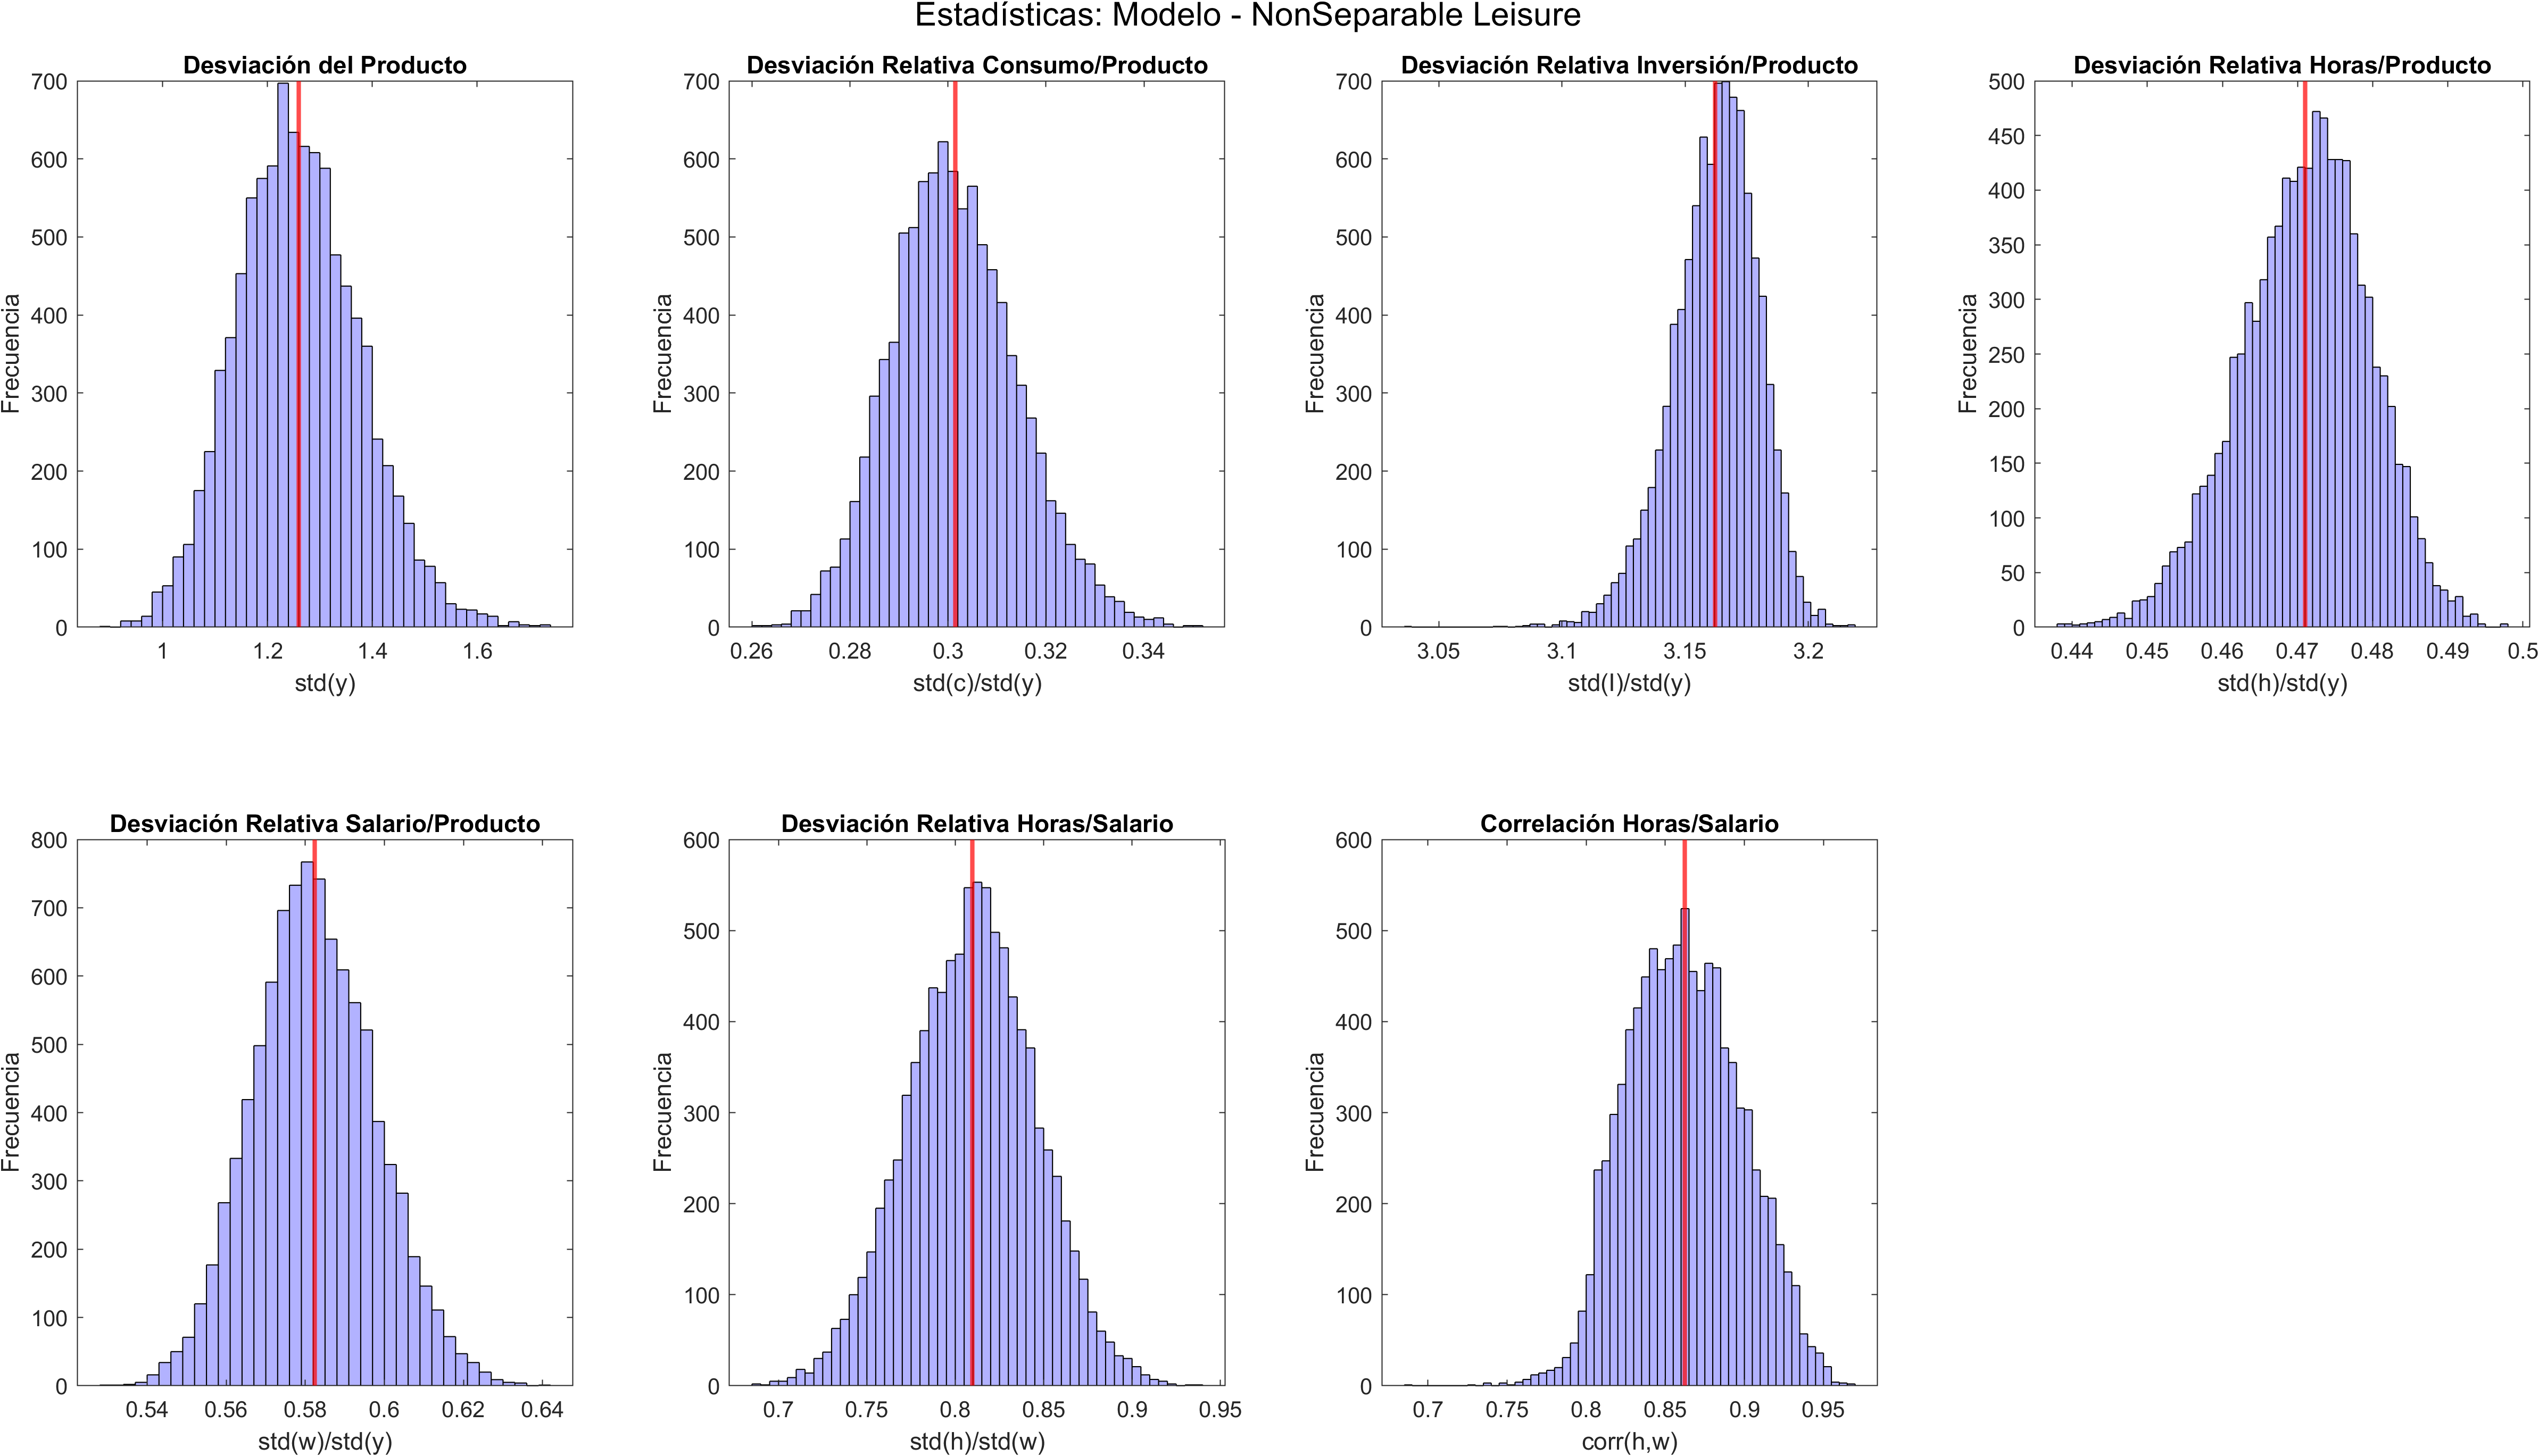 Estadísticas: Modelo - NonSeparable Leisure
Desviación del Producto
700
600
500
400
300
200
100
0
Frecuencia
1 1.2 1.4 1.6
std(y)
Desviación Relativa Consumo/Producto
700
600
500
400
300
200
100
0
Frecuencia
0.26 0.28 0.3 0.32 0.34
std(c)/std(y)
Desviación Relativa Inversión/Producto
700
600
500
400
300
200
100
0
Frecuencia
3.05 3.1 3.15 3.2
std(I)/std(y)
Desviación Relativa Horas/Producto
500
450
400
350
300
250
200
150
100
50
0
Frecuencia
0.44 0.45 0.46 0.47 0.48 0.49 0.5
std(h)/std(y)
Desviación Relativa Salario/Producto
800
700
600
500
400
300
200
100
0
Frecuencia
0.54 0.56 0.58 0.6 0.62 0.64
std(w)/std(y)
Desviación Relativa Horas/Salario
600
500
400
300
200
100
0
Frecuencia
0.7 0.75 0.8 0.85 0.9 0.95
std(h)/std(w)
Correlación Horas/Salario
600
500
400
300
200
100
0
Frecuencia
0.7 0.75 0.8 0.85 0.9 0.95
corr(h,w)